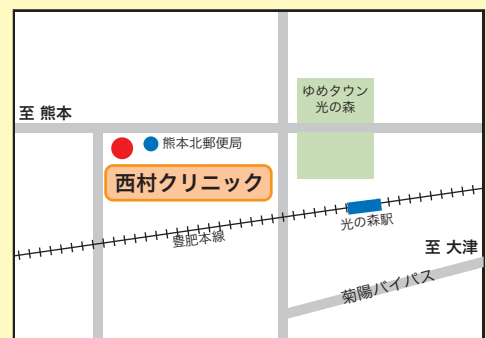 ゆめタウン
光の森
至 熊本
熊本北郵便局
西村クリニック
光の森駅
豊肥本線
至 大津
菊陽バイパス